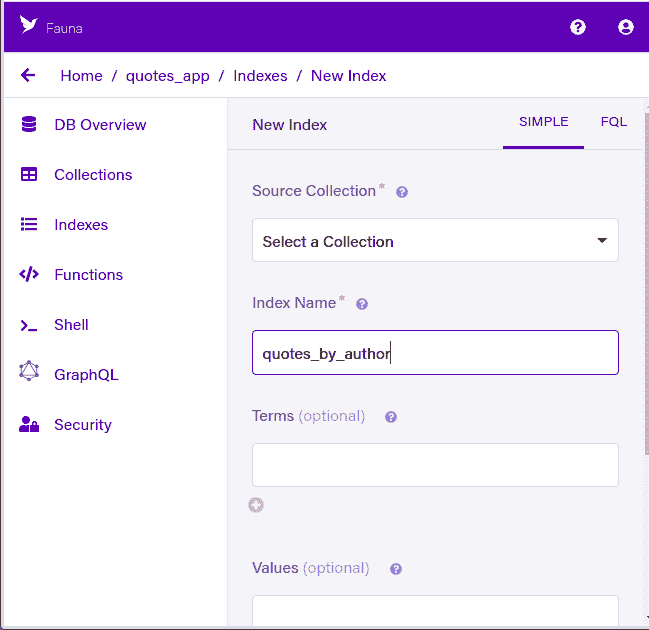 Fauna
Home / quotes_app / Indexes / New Index
DB Overview
Collections
Indexes
Functions
Shell
GraphQL
Security
New Index
SIMPLE FQL
Source Collection*
Select a Collection
Index Name*
quotes_by_author
Terms (optional)
Values (optional)